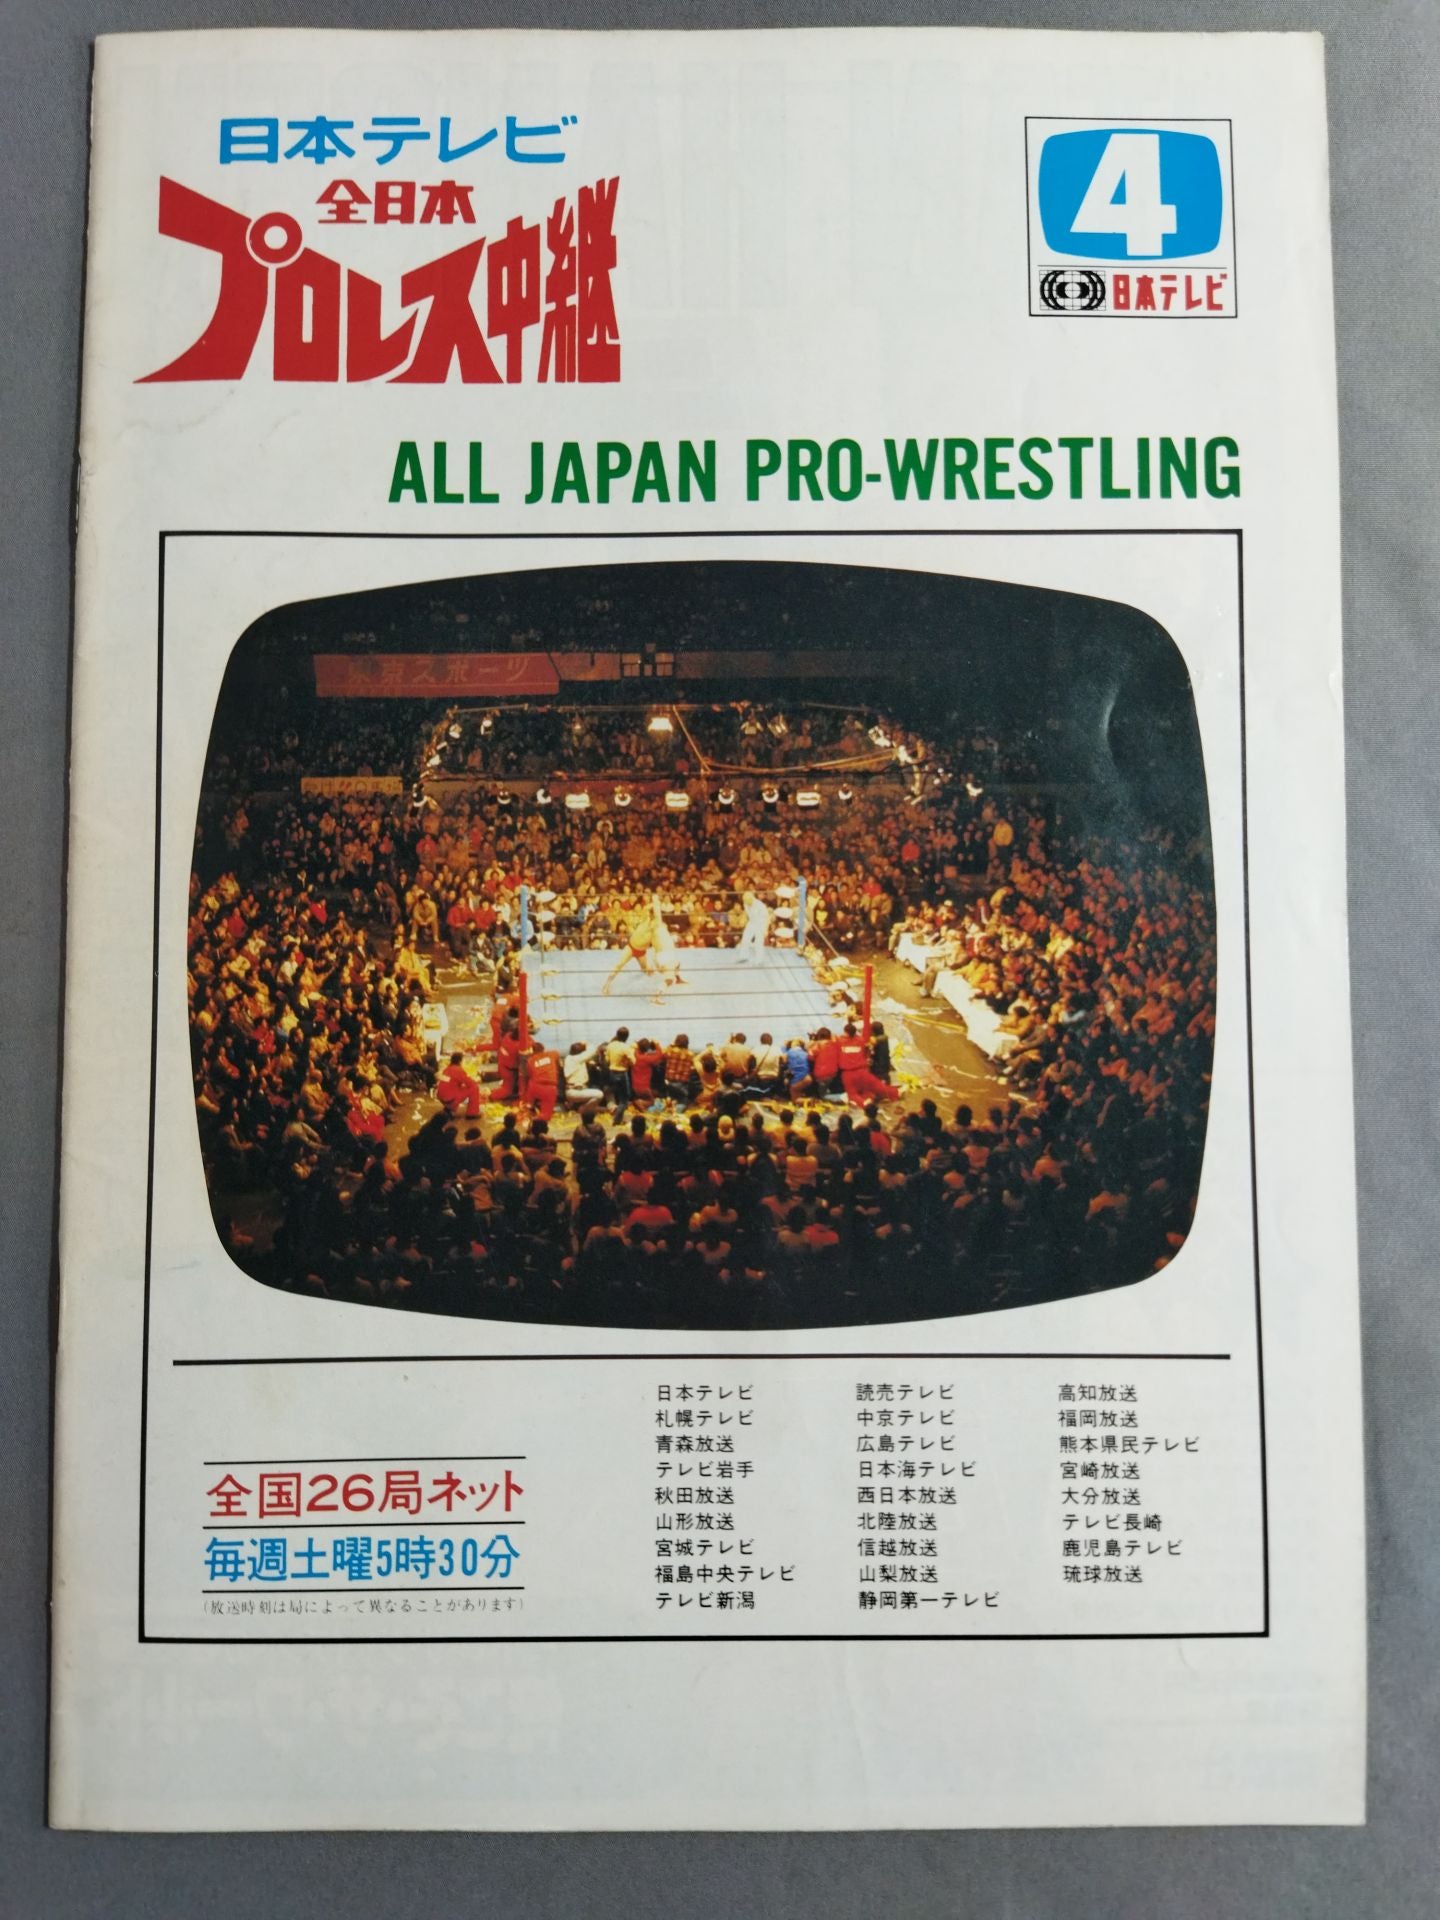 日本テレビ
全日本
プロレス中継
4
日本テレビ
ALL JAPAN PRO-WRESTLING
東京スポーツ
全国26局ネット
毎週土曜5時30分
(放送時刻は局によって異なることがあります)
日本テレビ
札幌テレビ
青森放送
テレビ岩手
秋田放送
山形放送
宮城テレビ
福島中央テレビ
テレビ新潟
読売テレビ
中京テレビ
広島テレビ
日本海テレビ
西日本放送
北陸放送
信越放送
山梨放送
静岡第一テレビ
高知放送
福岡放送
熊本県民テレビ
宮崎放送
大分放送
テレビ長崎
鹿児島テレビ
琉球放送